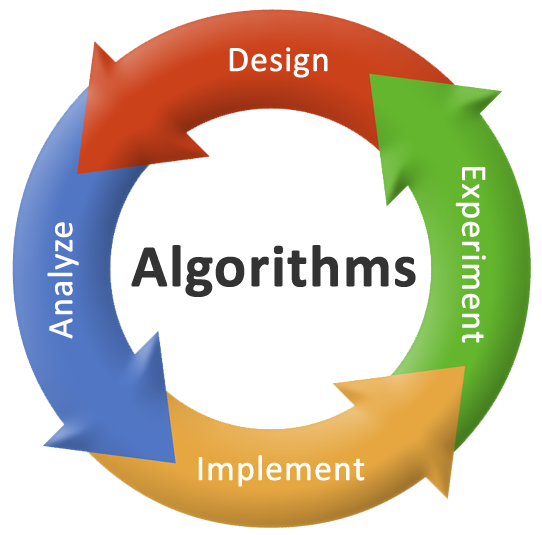 Design
Experiment
Algorithms
Analyze
Implement